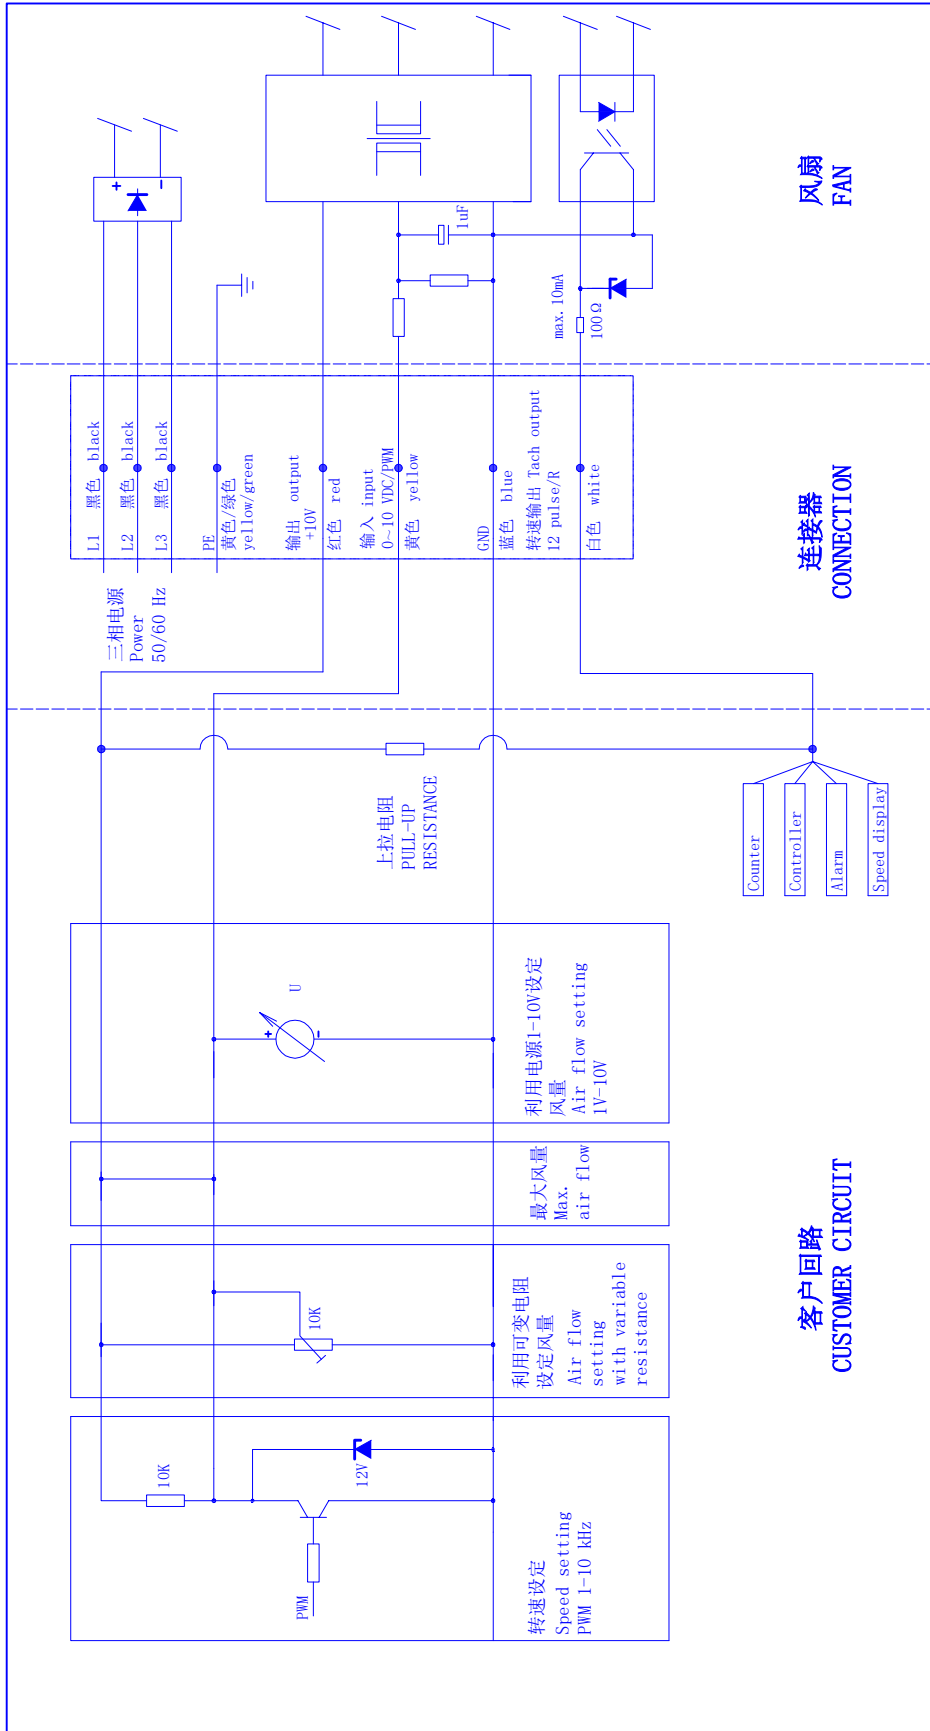 风扇
FAN
+
-
1uF
max. 10mA
100Ω
连接器
CONNECTION
L1 黑色 black
L2 黑色 black
L3 黑色 black
PE
黄色/绿色
yellow/green
输出 output
+10V
红色 red
输入 input
0~10 VDC/PWM
黄色 yellow
GND
蓝色 blue
转速输出 Tach output
12 pulse/R
白色 white
三相电源
Power
50/60 Hz
客户回路
CUSTOMER CIRCUIT
上拉电阻
PULL-UP
RESISTANCE
Counter
Controller
Alarm
Speed display
U
+
-
利用电源1-10V设定
风量
Air flow setting
1V-10V
最大风量
Max.
air flow
10K
利用可变电阻
设定风量
Air flow
setting
with variable
resistance
10K
12V
PWM
转速设定
Speed setting
PWM 1-10 kHz